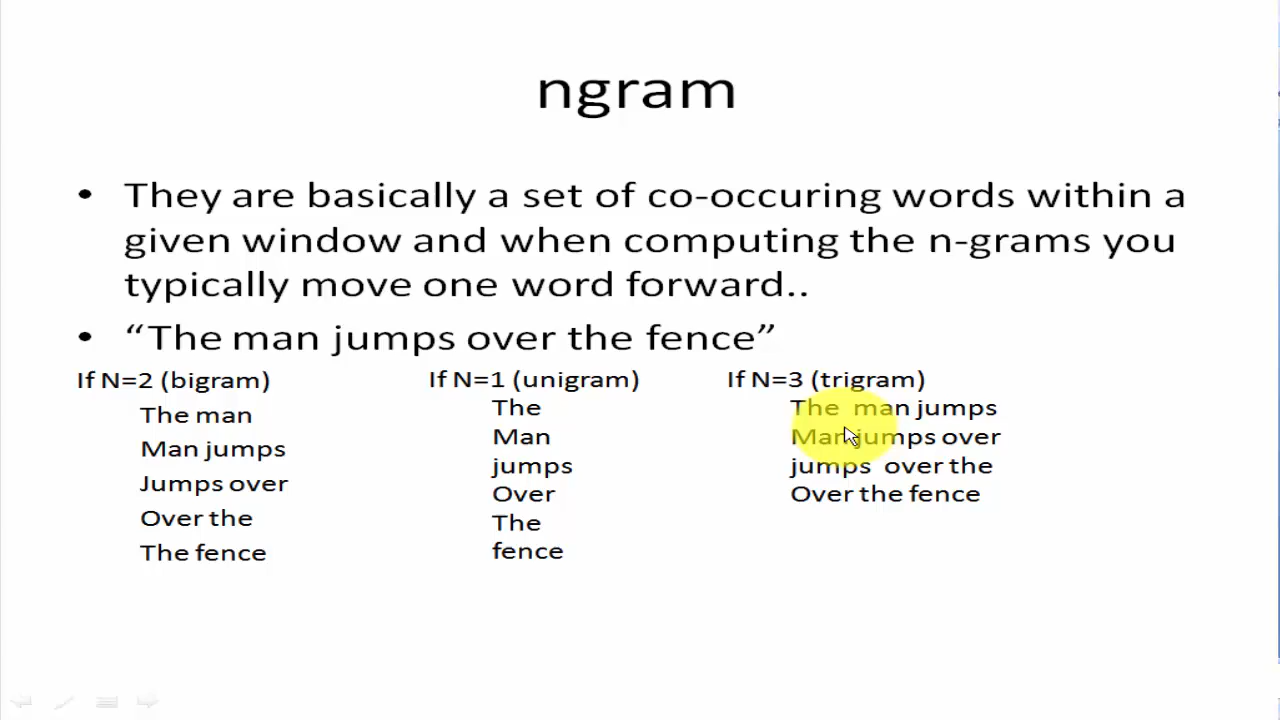 ngram
• They are basically a set of co-occuring words within a
given window and when computing the n-grams you
typically move one word forward..
• “The man jumps over the fence”
If N=2 (bigram)
The man
Man jumps
Jumps over
Over the
The fence
If N=1 (unigram)
The
Man
jumps
Over
The
fence
If N=3 (trigram)
The man jumps
Man jumps over
jumps over the
Over the fence